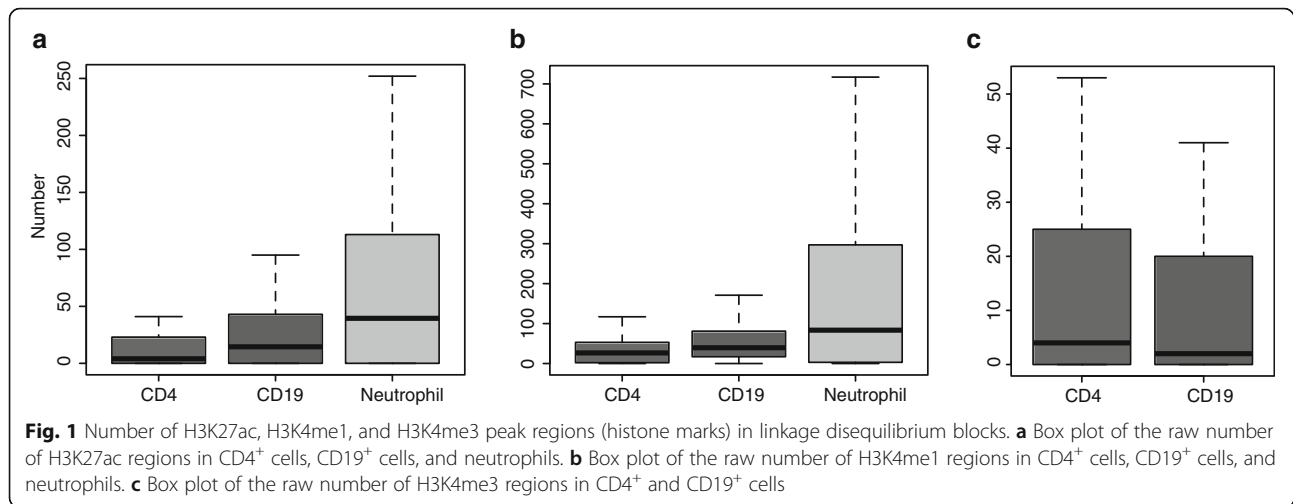 a
250
200
150
100
50
0
Number
CD4 CD19 Neutrophil
b
700
600
500
400
300
200
100
0
CD4 CD19 Neutrophil
c
50
40
30
20
10
0
CD4 CD19
Fig. 1 Number of H3K27ac, H3K4me1, and H3K4me3 peak regions (histone marks) in linkage disequilibrium blocks. a Box plot of the raw number
of H3K27ac regions in CD4⁺ cells, CD19⁺ cells, and neutrophils. b Box plot of the raw number of H3K4me1 regions in CD4⁺ cells, CD19⁺ cells, and
neutrophils. c Box plot of the raw number of H3K4me3 regions in CD4⁺ and CD19⁺ cells